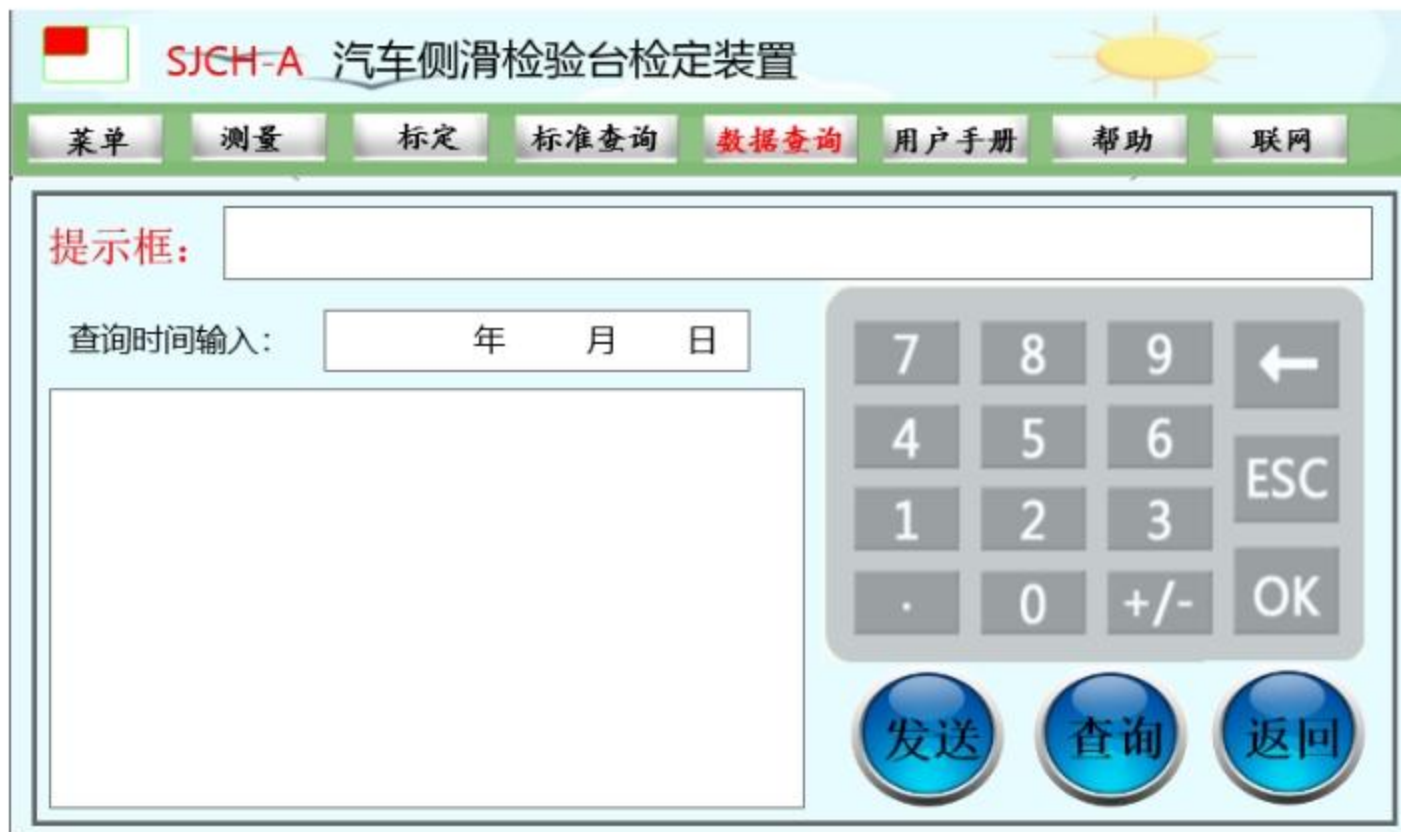 SJCH-A 汽车侧滑检验台检定装置
菜单 测量 标定 标准查询 数据查询 用户手册 帮助 联网
提示框：
查询时间输入： 年 月 日
7 8 9 ←
4 5 6 ESC
1 2 3
. 0 +/- OK
发送 查询 返回